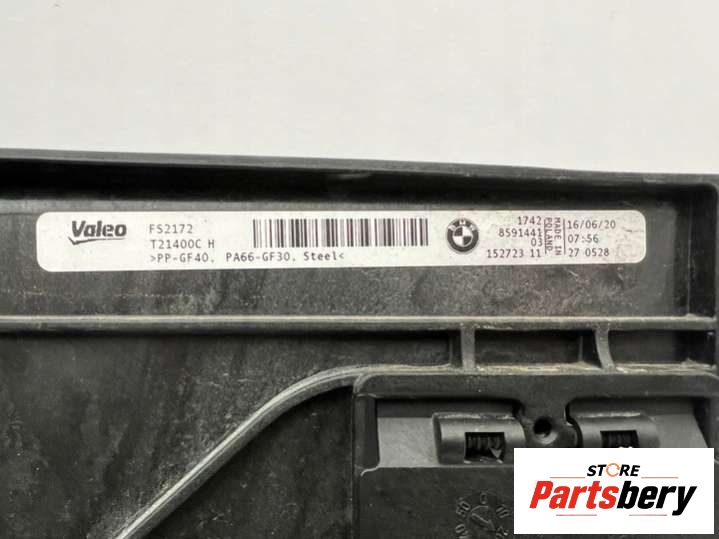 Valeo
FS2172
T21400C H
>PP-GF40, PA66-GF30, Steel<
BMW
1742
8591441
03
152723 11
MADE IN
POLAND
16/06/20
07:56
27 0528
STORE
Partsbery